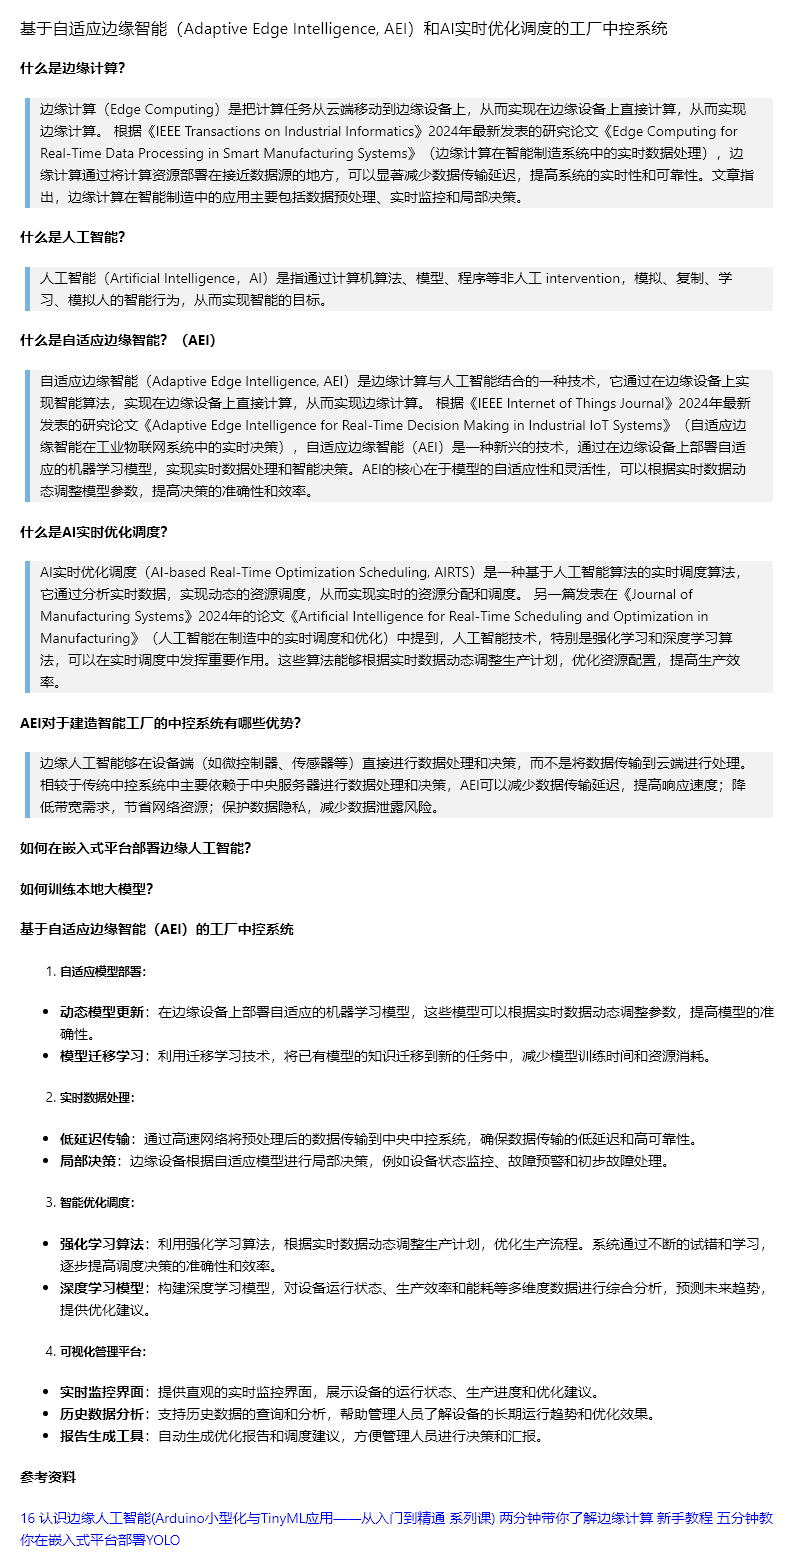 基于自适应边缘智能（Adaptive Edge Intelligence, AEI）和AI实时优化调度的工厂中控系统
什么是边缘计算？
边缘计算（Edge Computing）是把计算任务从云端移动到边缘设备上，从而实现在边缘设备上直接计算，从而实现
边缘计算。 根据《IEEE Transactions on Industrial Informatics》2024年最新发表的研究论文《Edge Computing for
Real-Time Data Processing in Smart Manufacturing Systems》（边缘计算在智能制造系统中的实时数据处理），边
缘计算通过将计算资源部署在接近数据源的地方，可以显著减少数据传输延迟，提高系统的实时性和可靠性。文章指
出，边缘计算在智能制造中的应用主要包括数据预处理、实时监控和局部决策。
什么是人工智能？
人工智能（Artificial Intelligence，AI）是指通过计算机算法、模型、程序等非人工 intervention，模拟、复制、学
习、模拟人的智能行为，从而实现智能的目标。
什么是自适应边缘智能？（AEI）
自适应边缘智能（Adaptive Edge Intelligence, AEI）是边缘计算与人工智能结合的一种技术，它通过在边缘设备上实
现智能算法，实现在边缘设备上直接计算，从而实现边缘计算。 根据《IEEE Internet of Things Journal》2024年最新
发表的研究论文《Adaptive Edge Intelligence for Real-Time Decision Making in Industrial IoT Systems》（自适应边
缘智能在工业物联网系统中的实时决策），自适应边缘智能（AEI）是一种新兴的技术，通过在边缘设备上部署自适
应的机器学习模型，实现实时数据处理和智能决策。AEI的核心在于模型的自适应性和灵活性，可以根据实时数据动
态调整模型参数，提高决策的准确性和效率。
什么是AI实时优化调度？
AI实时优化调度（AI-based Real-Time Optimization Scheduling, AIRTS）是一种基于人工智能算法的实时调度算法，
它通过分析实时数据，实现动态的资源调度，从而实现实时的资源分配和调度。 另一篇发表在《Journal of
Manufacturing Systems》2024年的论文《Artificial Intelligence for Real-Time Scheduling and Optimization in
Manufacturing》（人工智能在制造中的实时调度和优化）中提到，人工智能技术，特别是强化学习和深度学习算
法，可以在实时调度中发挥重要作用。这些算法能够根据实时数据动态调整生产计划，优化资源配置，提高生产效
率。
AEI对于建造智能工厂的中控系统有哪些优势？
边缘人工智能能够在设备端（如微控制器、传感器等）直接进行数据处理和决策，而不是将数据传输到云端进行处理。
相较于传统中控系统中主要依赖于中央服务器进行数据处理和决策，AEI可以减少数据传输延迟，提高响应速度；降
低带宽需求，节省网络资源；保护数据隐私，减少数据泄露风险。
如何在嵌入式平台部署边缘人工智能？
如何训练本地大模型？
基于自适应边缘智能（AEI）的工厂中控系统
1. 自适应模型部署：
• 动态模型更新：在边缘设备上部署自适应的机器学习模型，这些模型可以根据实时数据动态调整参数，提高模型的准
确性。
• 模型迁移学习：利用迁移学习技术，将已有模型的知识迁移到新的任务中，减少模型训练时间和资源消耗。
2. 实时数据处理：
• 低延迟传输：通过高速网络将预处理后的数据传输到中央中控系统，确保数据传输的低延迟和高可靠性。
• 局部决策：边缘设备根据自适应模型进行局部决策，例如设备状态监控、故障预警和初步故障处理。
3. 智能优化调度：
• 强化学习算法：利用强化学习算法，根据实时数据动态调整生产计划，优化生产流程。系统通过不断的试错和学习，
逐步提高调度决策的准确性和效率。
• 深度学习模型：构建深度学习模型，对设备运行状态、生产效率和能耗等多维度数据进行综合分析，预测未来趋势，
提供优化建议。
4. 可视化管理平台：
• 实时监控界面：提供直观的实时监控界面，展示设备的运行状态、生产进度和优化建议。
• 历史数据分析：支持历史数据的查询和分析，帮助管理人员了解设备的长期运行趋势和优化效果。
• 报告生成工具：自动生成优化报告和调度建议，方便管理人员进行决策和汇报。
参考资料
16 认识边缘人工智能(Arduino小型化与TinyML应用——从入门到精通 系列课) 两分钟带你了解边缘计算 新手教程 五分钟教
你在嵌入式平台部署YOLO